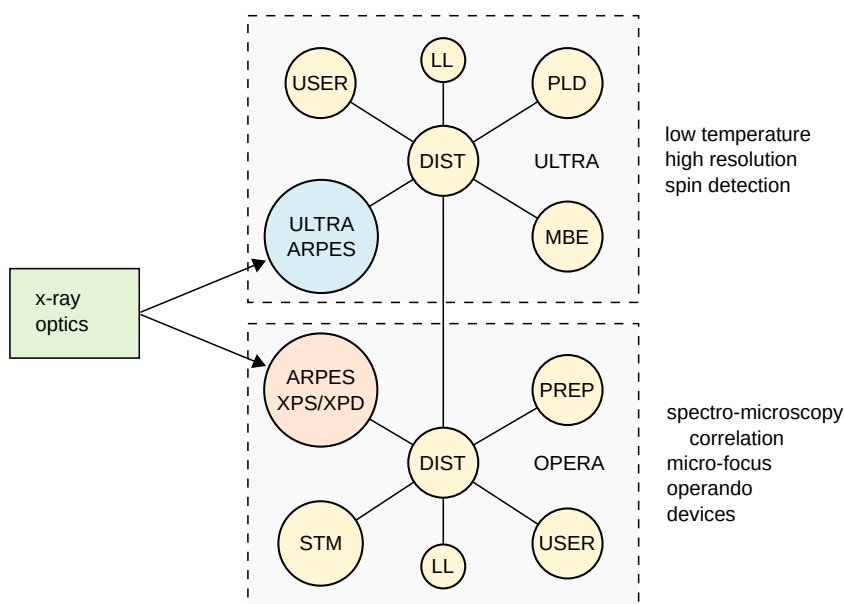 LL
USER
PLD
DIST
ULTRA
low temperature
high resolution
spin detection
ULTRA
ARPES
MBE
x-ray
optics
ARPES
XPS/XPD
PREP
DIST
OPERA
spectro-microscopy
correlation
micro-focus
operando
devices
STM
LL
USER